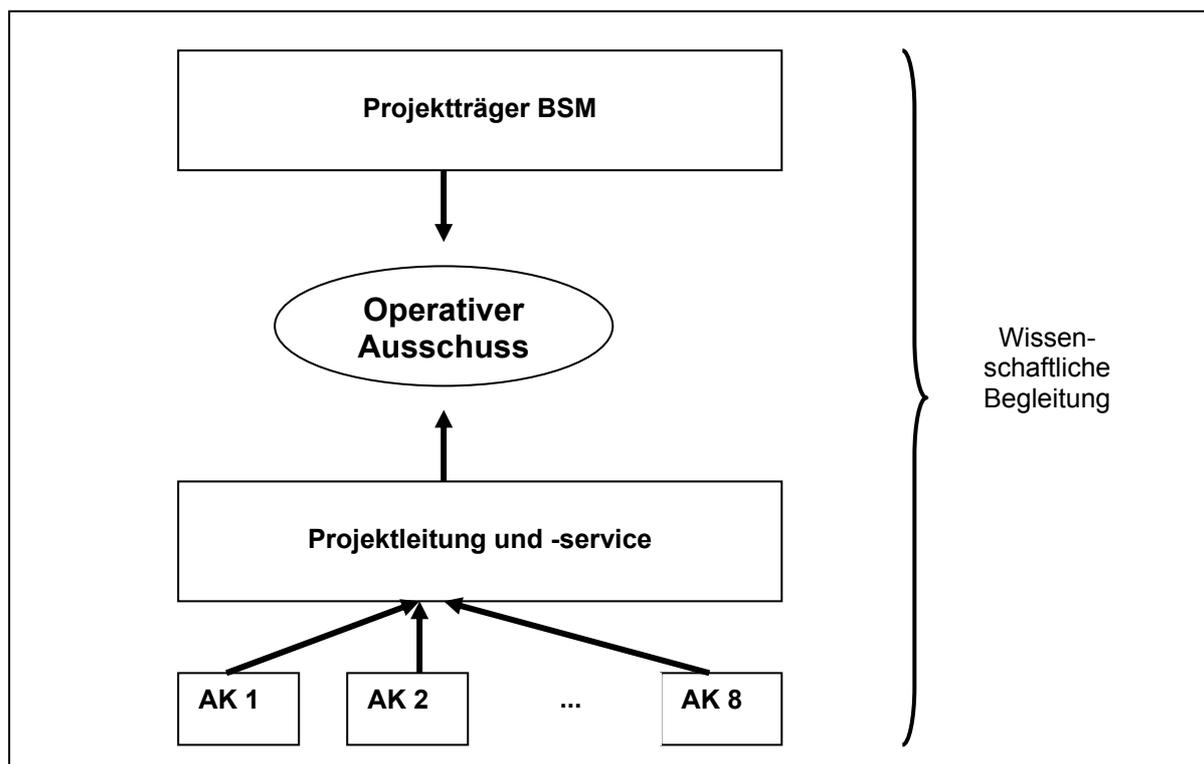 Projektträger BSM
Operativer
Ausschuss
Wissen-
schaftliche
Begleitung
Projektleitung und -service
AK 1
AK 2
...
AK 8